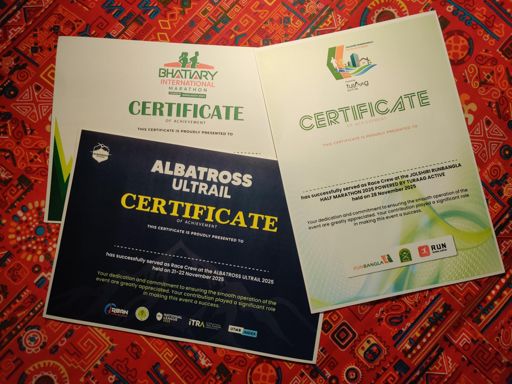 BHATIARY
INTERNATIONAL
MARATHON
CERTIFICATE
OF ACHIEVEMENT
THIS CERTIFICATE IS PROUDLY PRESENTED TO
TURAAG
CERTIFICATE
OF ACHIEVEMENT
THIS CERTIFICATE IS PROUDLY PRESENTED TO
has successfully served as Race Crew at the JOLSHIRI RUNBANGLA
HALF MARATHON 2025 POWERED BY TURAAG ACTIVE
held on 28 November 2025
Your dedication and commitment to ensuring the smooth operation of the
event are greatly appreciated. Your contribution played a significant role
in making this event a success.
RUNBANGLA
RUN
ALBATROSS
ULTRAIL
CERTIFICATE
OF ACHIEVEMENT
THIS CERTIFICATE IS PROUDLY PRESENTED TO
has successfully served as Race Crew at the ALBATROSS ULTRAIL 2025
held on 21-22 November 2025
Your dedication and commitment to ensuring the smooth operation of the
event are greatly appreciated. Your contribution played a significant role
in making this event a success.
ITRA